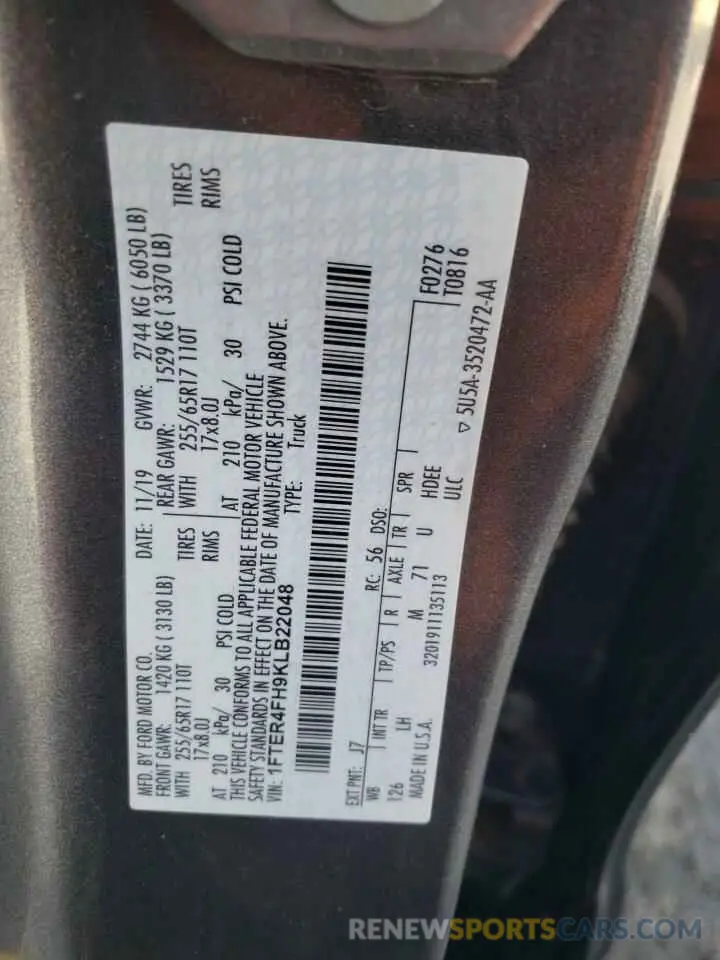 MFD. BY FORD MOTOR CO.
DATE: 11/19 GVWR: 2744 KG ( 6050 LB)
FRONT GAWR: 1420 KG ( 3130 LB) REAR GAWR: 1529 KG ( 3370 LB)
WITH 255/65R17 110T TIRES WITH 255/65R17 110T TIRES
17x8.0J RIMS 17x8.0J RIMS
AT 210 kPa/ 30 PSI COLD AT 210 kPa/ 30 PSI COLD
THIS VEHICLE CONFORMS TO ALL APPLICABLE FEDERAL MOTOR VEHICLE
SAFETY STANDARDS IN EFFECT ON THE DATE OF MANUFACTURE SHOWN ABOVE.
VIN: 1FTER4FH9KLB22048 TYPE: Truck
EXT PNT: J7 RC: 56 DSO:
WB INT TR TP/PS R AXLE TR SPR F0276
126 LH M 71 U HDEE T0816
MADE IN U.S.A. 3201911135113 ULC
▽ 5U5A-3520472-AA
RENEWSPORTSCARS.COM